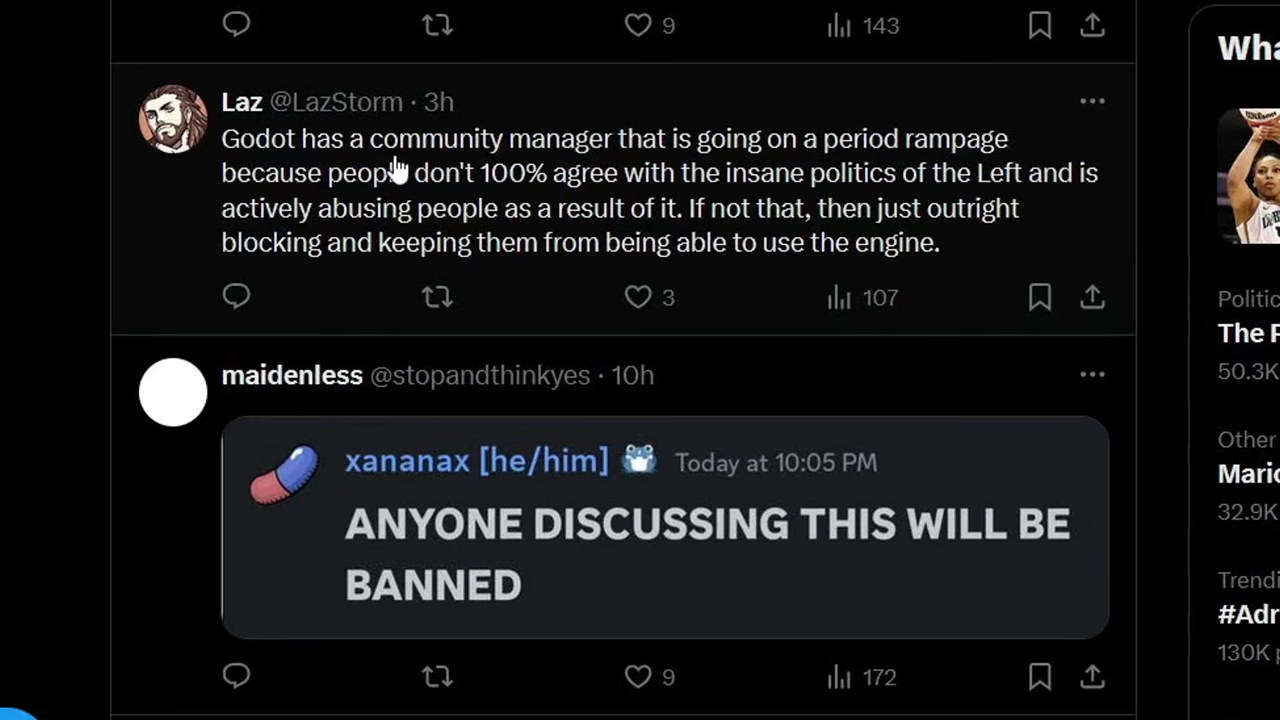 9
143
Wha
Laz @LazStorm · 3h
Godot has a community manager that is going on a period rampage
because peop don't 100% agree with the insane politics of the Left and is
actively abusing people as a result of it. If not that, then just outright
blocking and keeping them from being able to use the engine.
3
107
Politic
The P
50.3K
maidenless @stopandthinkyes · 10h
xananax [he/him] Today at 10:05 PM
ANYONE DISCUSSING THIS WILL BE
BANNED
9
172
Other
Maric
32.9K
Trendi
#Adr
130K p